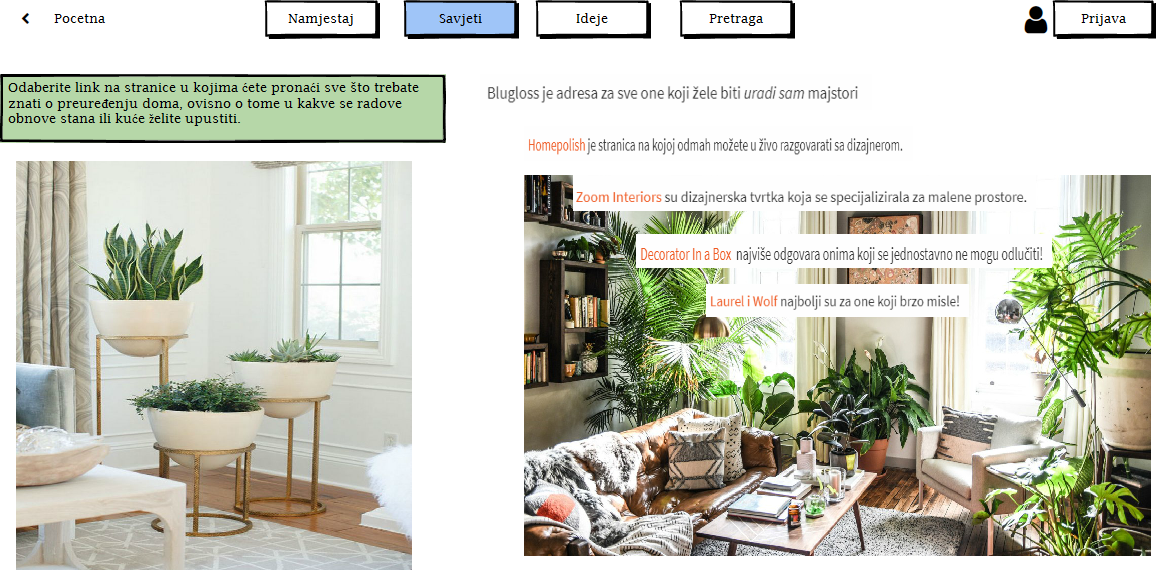 Pocetna
Namjestaj
Savjeti
Ideje
Pretraga
Prijava
Odaberite link na stranice u kojima ćete pronaći sve što trebate
znati o preuređenju doma, ovisno o tome u kakve se radove
obnove stana ili kuće želite upustiti.
Blugloss je adresa za sve one koji žele biti uradi sam majstori
Homepolish je stranica na kojoj odmah možete u živo razgovarati sa dizajnerom.
Zoom Interiors su dizajnerska tvrtka koja se specijalizirala za malene prostore.
Decorator In a Box najviše odgovara onima koji se jednostavno ne mogu odlučiti!
Laurel i Wolf najbolji su za one koji brzo misle!